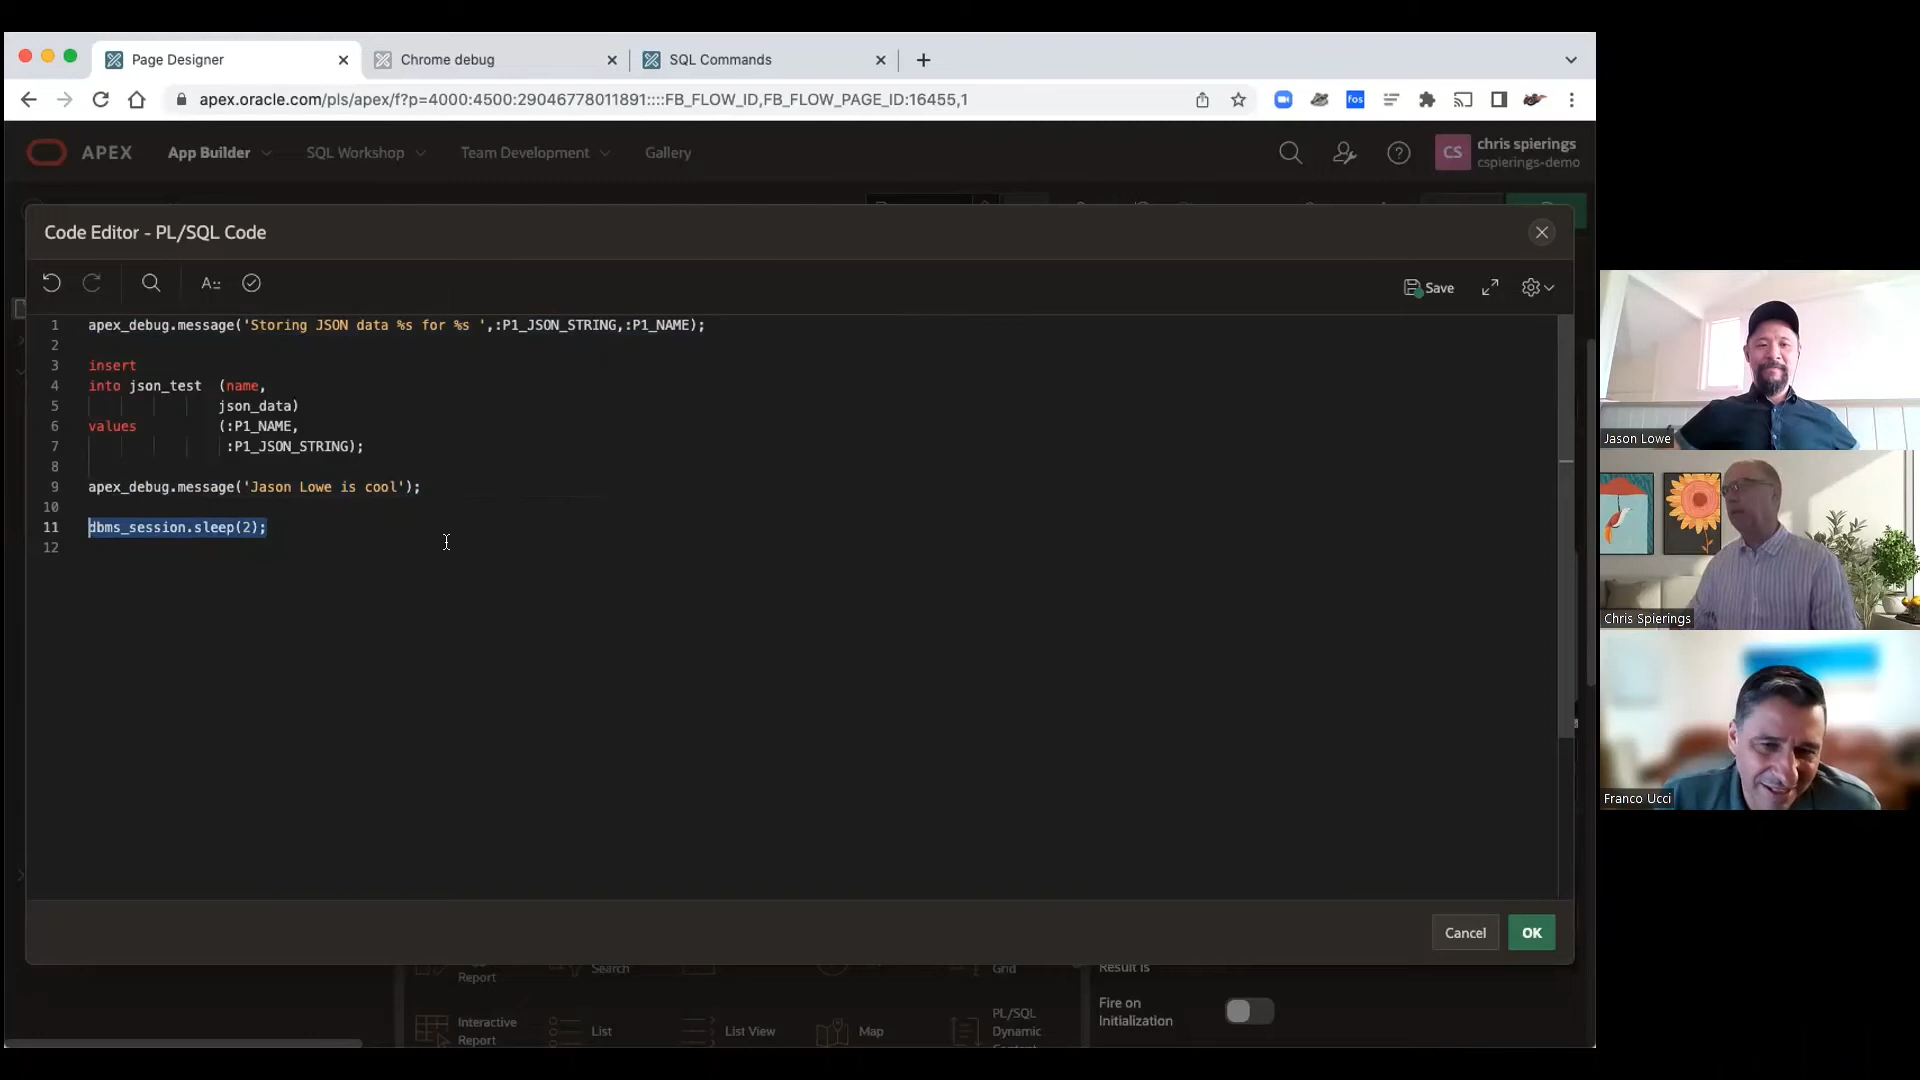 Page Designer
Chrome debug
SQL Commands
apex.oracle.com/pls/apex/f?p=4000:4500:29046778011891::::FB_FLOW_ID,FB_FLOW_PAGE_ID:16455,1
fos
APEX
App Builder
SQL Workshop
Team Development
Gallery
CS
chris spierings
cspierings-demo
Code Editor - PL/SQL Code
A::
Save
1 apex_debug.message('Storing JSON data %s for %s ',:P1_JSON_STRING,:P1_NAME);
2
3 insert
4 into json_test (name,
5 json_data)
6 values (:P1_NAME,
7 :P1_JSON_STRING);
8
9 apex_debug.message('Jason Lowe is cool');
10
11 dbms_session.sleep(2);
12
Cancel
OK
Report
Search
Grid
Result is
Fire on
Initialization
Interactive
Report
List
List View
Map
PL/SQL
Dynamic
Jason Lowe
Chris Spierings
Franco Ucci